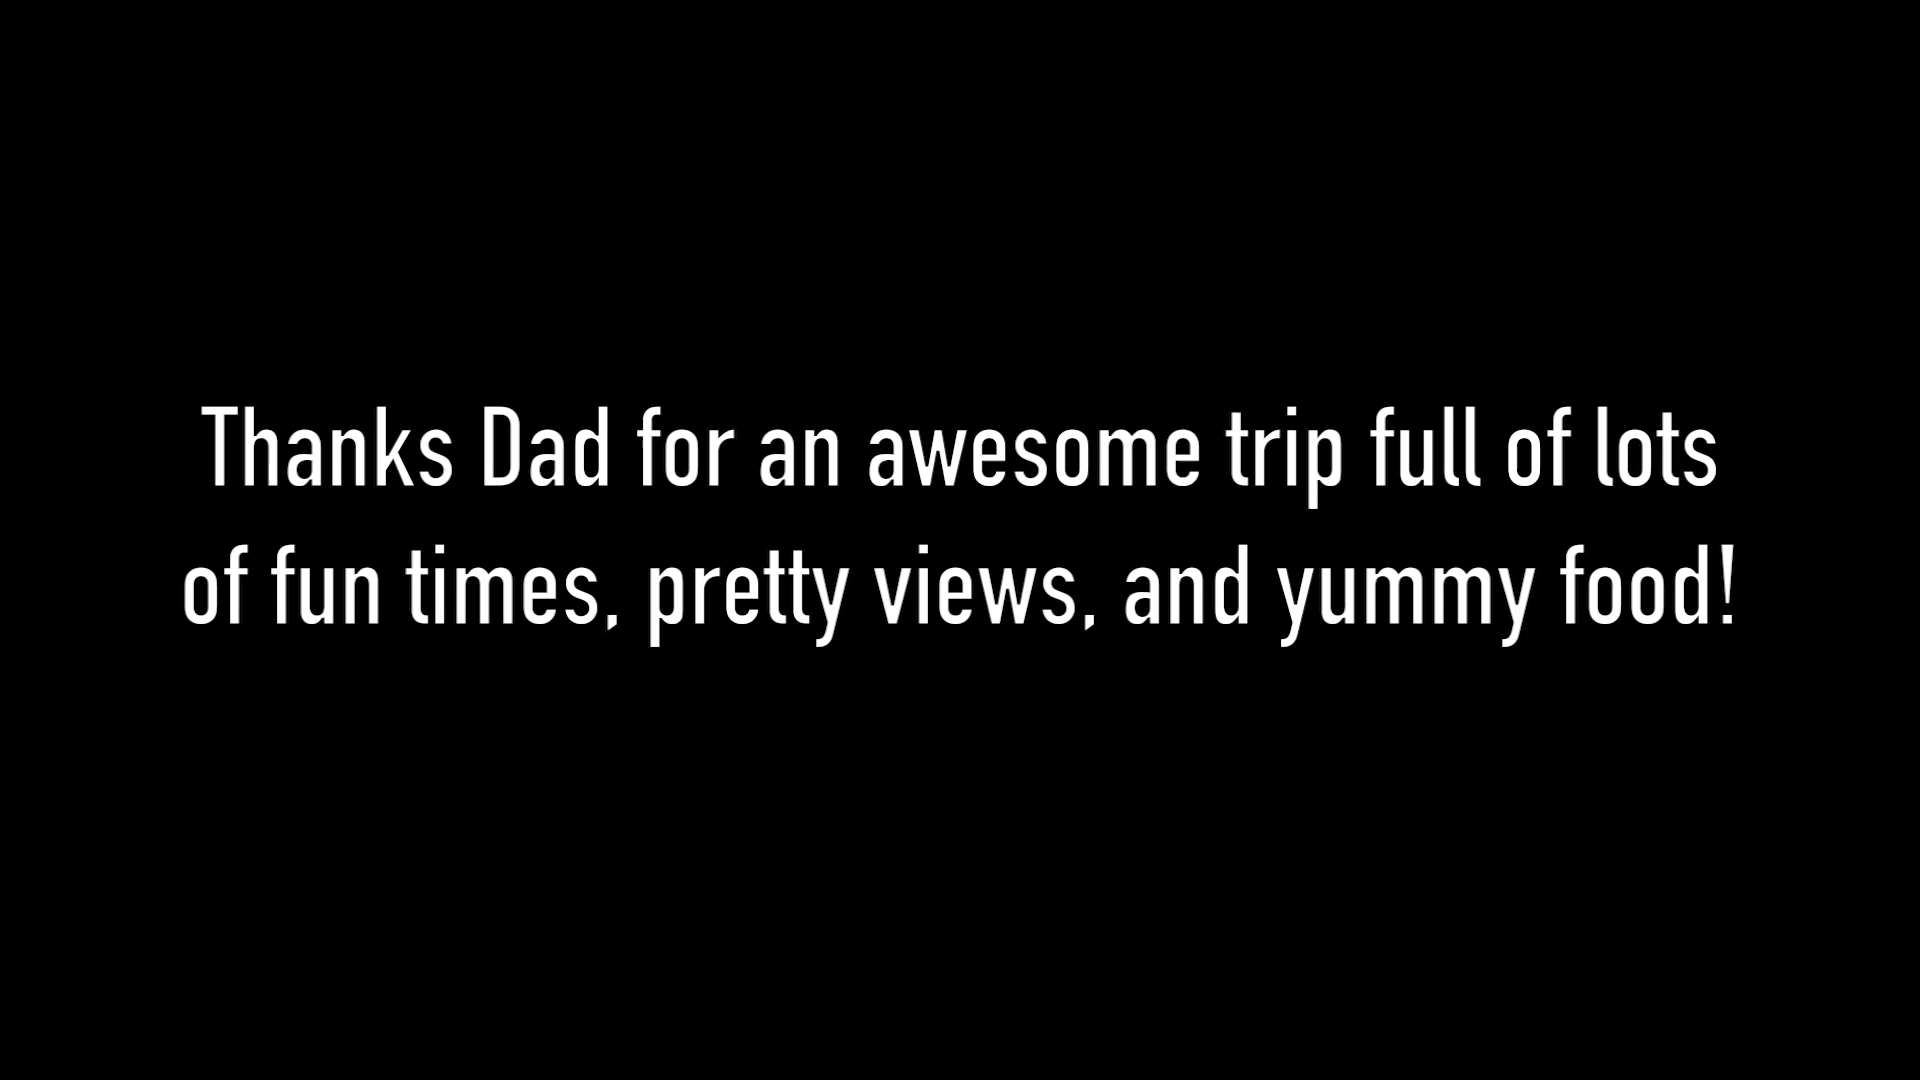 Thanks Dad for an awesome trip full of lots
of fun times, pretty views, and yummy food!